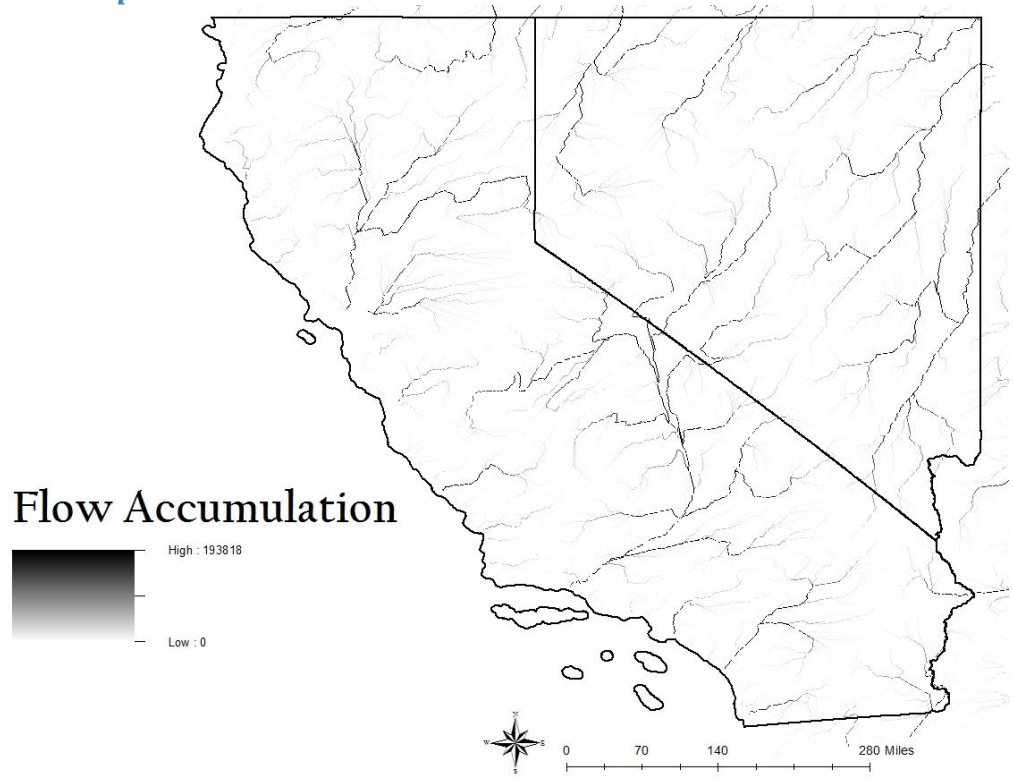 Flow Accumulation
High : 193818
Low : 0
N
W E
S
0 70 140 280 Miles